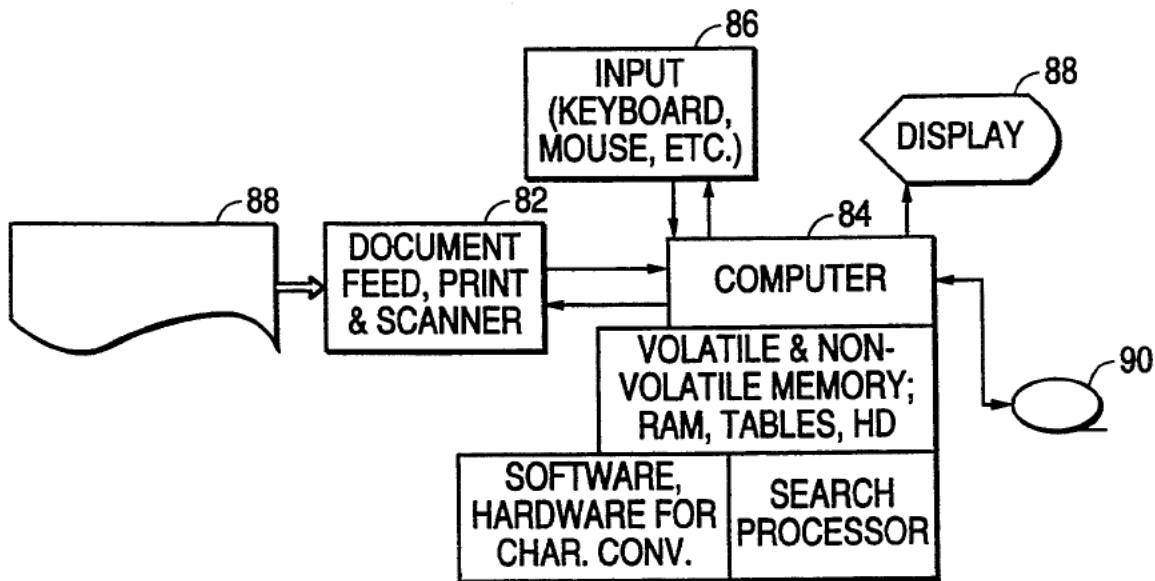 86
INPUT
(KEYBOARD,
MOUSE, ETC.)
88
DISPLAY
88
82
DOCUMENT
FEED, PRINT
& SCANNER
84
COMPUTER
VOLATILE & NON-
VOLATILE MEMORY;
RAM, TABLES, HD
90
SOFTWARE,
HARDWARE FOR
CHAR. CONV.
SEARCH
PROCESSOR